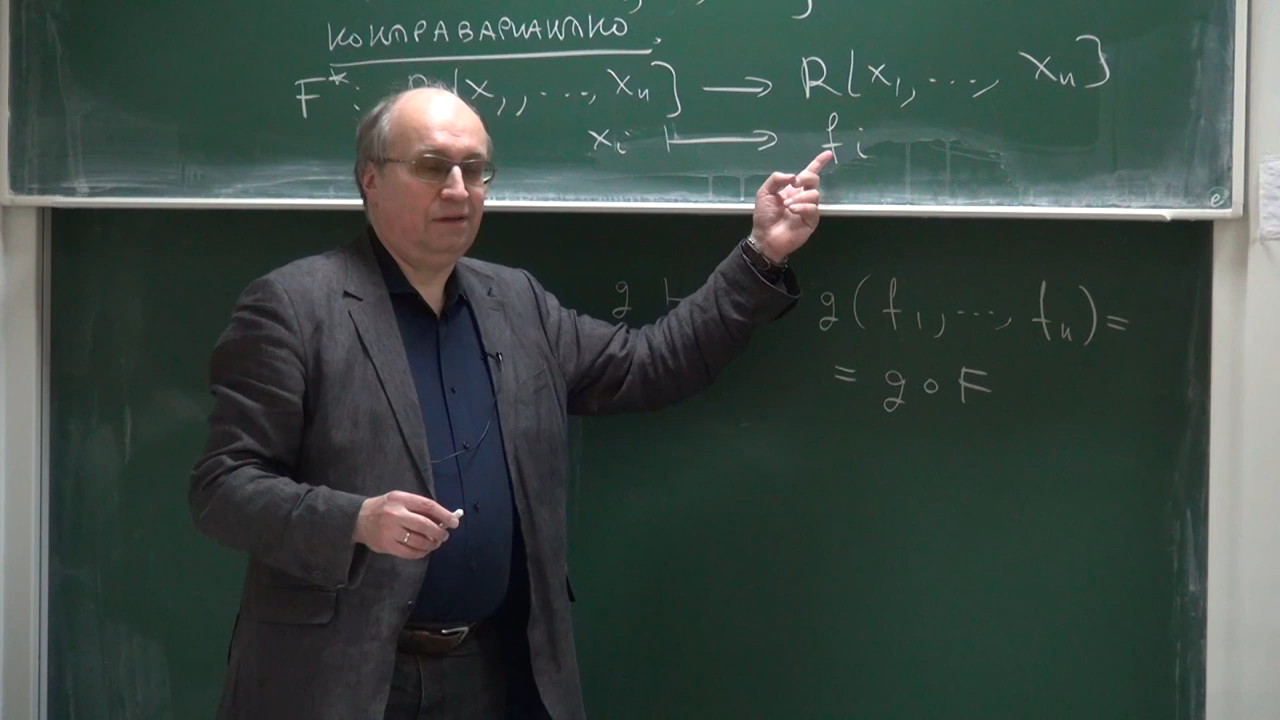 контравариантно.
F*: R[x₁, ..., xₙ] ⟶ R[x₁, ..., xₙ]
xᵢ ⟼ fᵢ
g ⟼ g(f₁, ..., fₙ) =
= g ∘ F